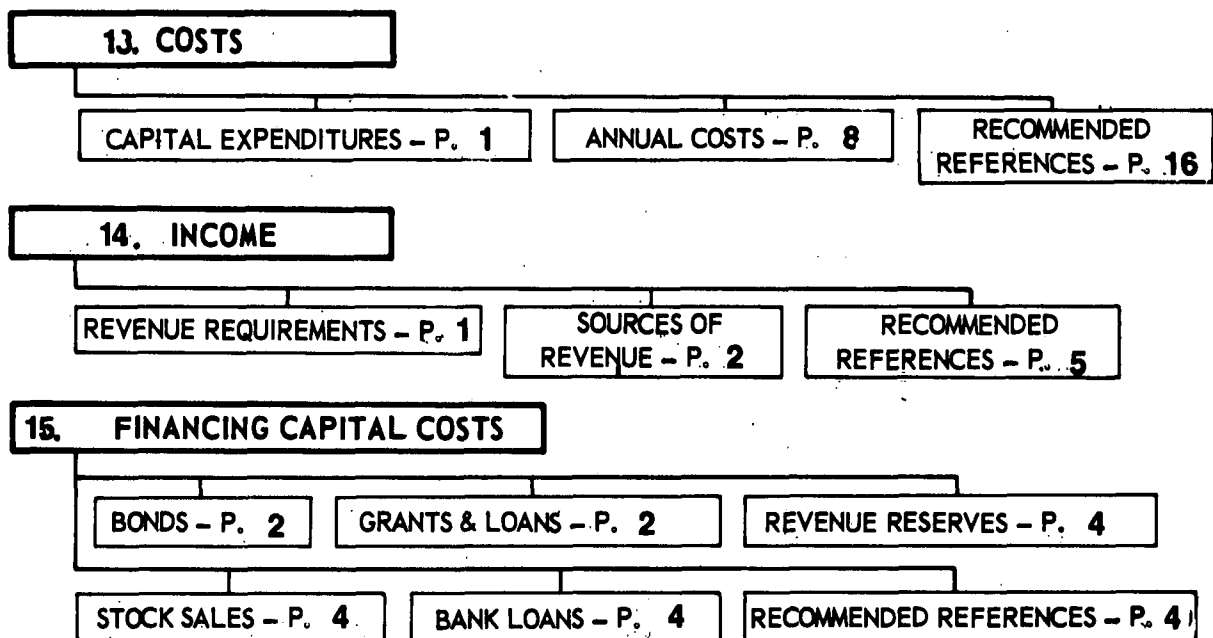 13. COSTS
CAPITAL EXPENDITURES – P. 1
ANNUAL COSTS – P. 8
RECOMMENDED
REFERENCES – P. 16
14. INCOME
REVENUE REQUIREMENTS – P. 1
SOURCES OF
REVENUE – P. 2
RECOMMENDED
REFERENCES – P. 5
15. FINANCING CAPITAL COSTS
BONDS – P. 2
GRANTS & LOANS – P. 2
REVENUE RESERVES – P. 4
STOCK SALES – P. 4
BANK LOANS – P. 4
RECOMMENDED REFERENCES – P. 4